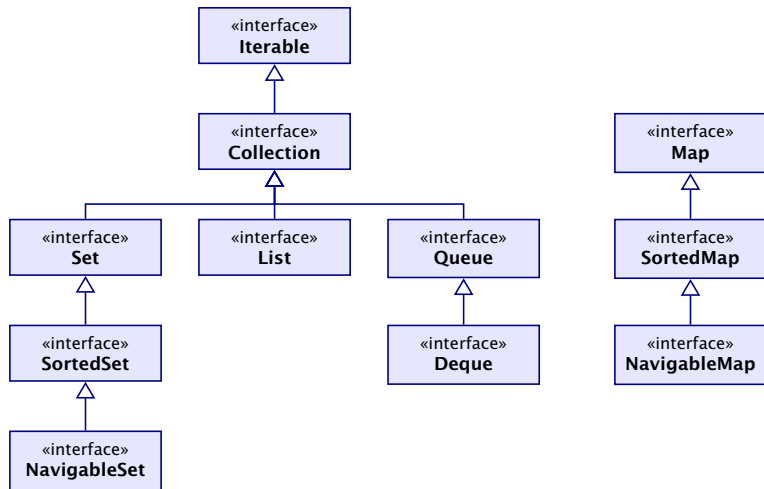 «interface»
Iterable
«interface»
Collection
«interface»
Map
«interface»
Set
«interface»
List
«interface»
Queue
«interface»
SortedMap
«interface»
SortedSet
«interface»
Deque
«interface»
NavigableMap
«interface»
NavigableSet